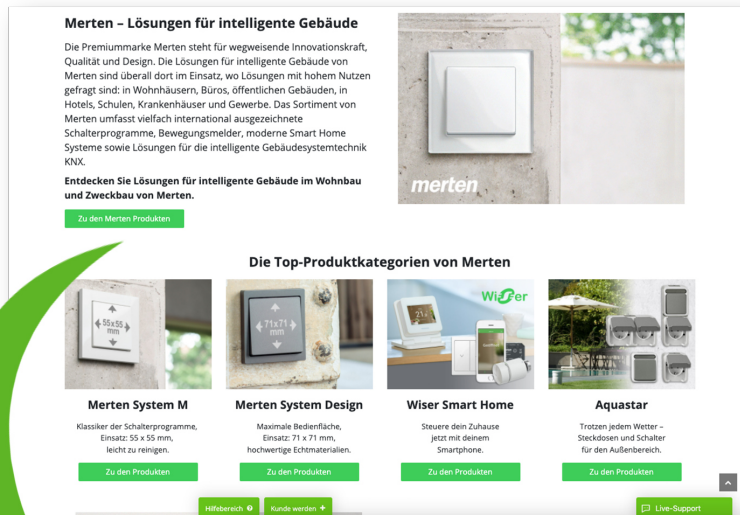 Merten – Lösungen für intelligente Gebäude
Die Premiummarke Merten steht für wegweisende Innovationskraft,
Qualität und Design. Die Lösungen für intelligente Gebäude von
Merten sind überall dort im Einsatz, wo Lösungen mit hohem Nutzen
gefragt sind: in Wohnhäusern, Büros, öffentlichen Gebäuden, in
Hotels, Schulen, Krankenhäuser und Gewerbe. Das Sortiment von
Merten umfasst vielfach international ausgezeichnete
Schalterprogramme, Bewegungsmelder, moderne Smart Home
Systeme sowie Lösungen für die intelligente Gebäudesystemtechnik
KNX.
Entdecken Sie Lösungen für intelligente Gebäude im Wohnbau
und Zweckbau von Merten.
Zu den Merten Produkten
merten
Die Top-Produktkategorien von Merten
55x55
mm
71x71
mm
Wiser
21
Merten System M
Klassiker der Schalterprogramme,
Einsatz: 55 x 55 mm,
leicht zu reinigen.
Zu den Produkten
Merten System Design
Maximale Bedienfläche,
Einsatz: 71 x 71 mm,
hochwertige Echtmaterialien.
Zu den Produkten
Wiser Smart Home
Steuere dein Zuhause
jetzt mit deinem
Smartphone.
Zu den Produkten
Aquastar
Trotzen jedem Wetter –
Steckdosen und Schalter
für den Außenbereich.
Zu den Produkten
Hilfebereich
Kunde werden
Live-Support